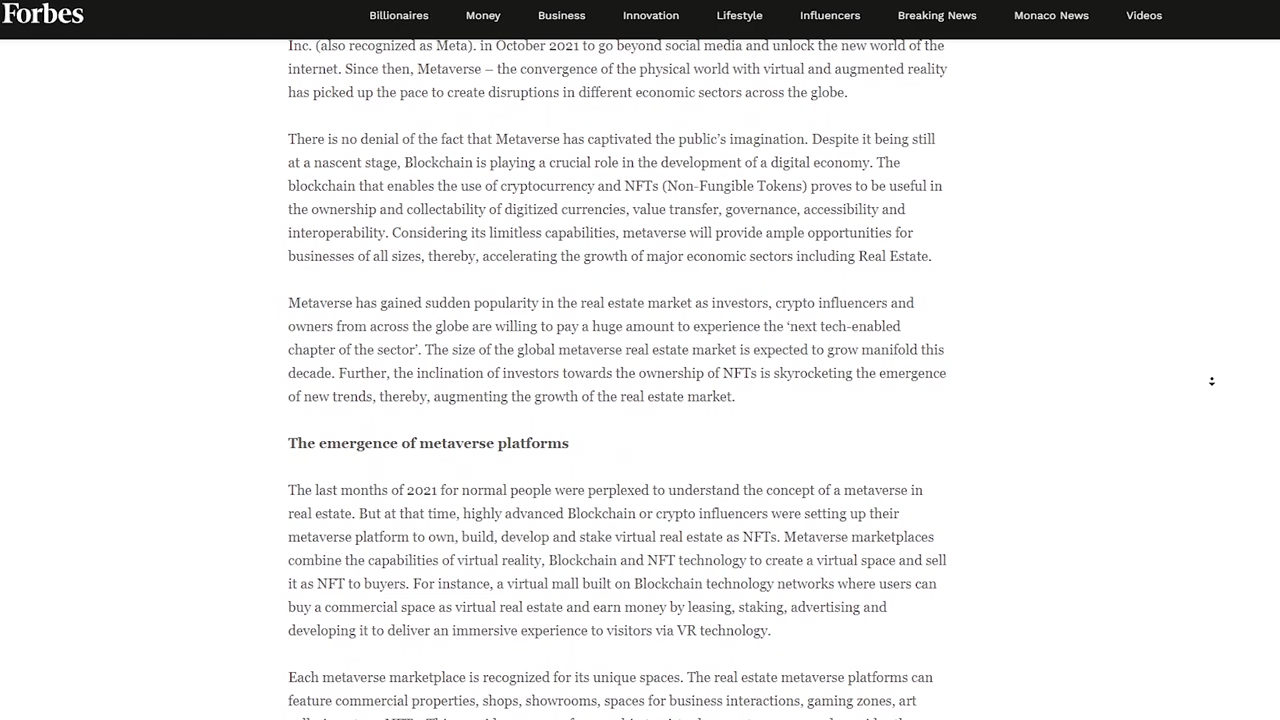 Forbes
Billionaires Money Business Innovation Lifestyle Influencers Breaking News Monaco News Videos
Inc. (also recognized as Meta). in October 2021 to go beyond social media and unlock the new world of the
internet. Since then, Metaverse – the convergence of the physical world with virtual and augmented reality
has picked up the pace to create disruptions in different economic sectors across the globe.
There is no denial of the fact that Metaverse has captivated the public’s imagination. Despite it being still
at a nascent stage, Blockchain is playing a crucial role in the development of a digital economy. The
blockchain that enables the use of cryptocurrency and NFTs (Non-Fungible Tokens) proves to be useful in
the ownership and collectability of digitized currencies, value transfer, governance, accessibility and
interoperability. Considering its limitless capabilities, metaverse will provide ample opportunities for
businesses of all sizes, thereby, accelerating the growth of major economic sectors including Real Estate.
Metaverse has gained sudden popularity in the real estate market as investors, crypto influencers and
owners from across the globe are willing to pay a huge amount to experience the ‘next tech-enabled
chapter of the sector’. The size of the global metaverse real estate market is expected to grow manifold this
decade. Further, the inclination of investors towards the ownership of NFTs is skyrocketing the emergence
of new trends, thereby, augmenting the growth of the real estate market.
The emergence of metaverse platforms
The last months of 2021 for normal people were perplexed to understand the concept of a metaverse in
real estate. But at that time, highly advanced Blockchain or crypto influencers were setting up their
metaverse platform to own, build, develop and stake virtual real estate as NFTs. Metaverse marketplaces
combine the capabilities of virtual reality, Blockchain and NFT technology to create a virtual space and sell
it as NFT to buyers. For instance, a virtual mall built on Blockchain technology networks where users can
buy a commercial space as virtual real estate and earn money by leasing, staking, advertising and
developing it to deliver an immersive experience to visitors via VR technology.
Each metaverse marketplace is recognized for its unique spaces. The real estate metaverse platforms can
feature commercial properties, shops, showrooms, spaces for business interactions, gaming zones, art